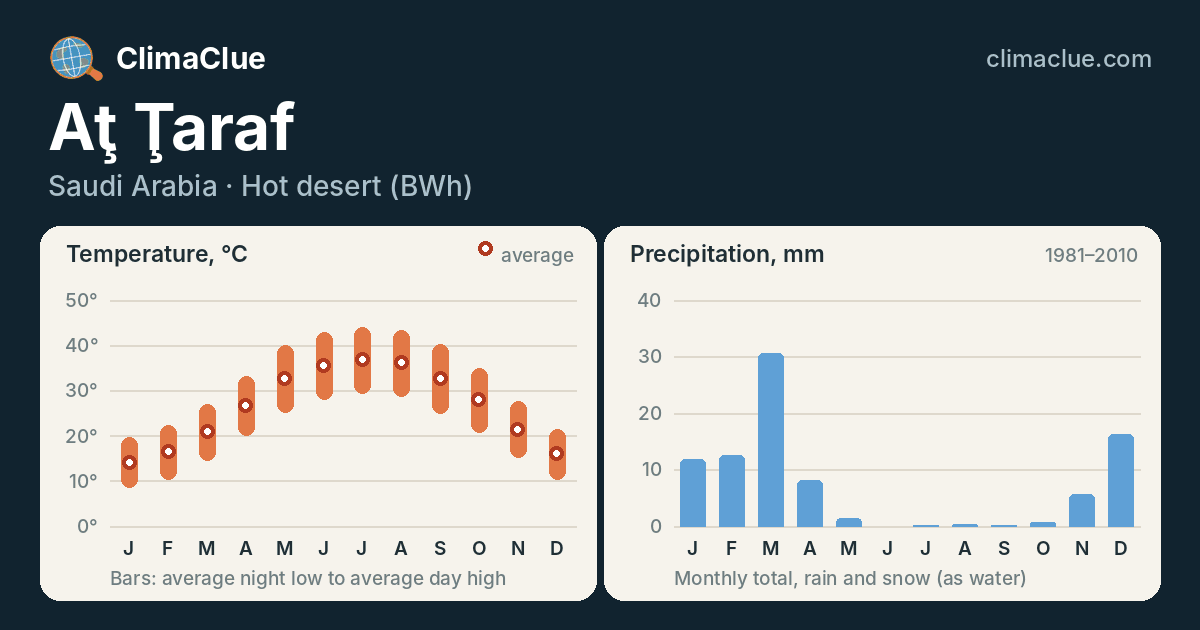 ClimaClue
climaclue.com
Aţ Ţaraf
Saudi Arabia · Hot desert (BWh)
Temperature, °C
average
50°
40°
30°
20°
10°
0°
J F M A M J J A S O N D
Bars: average night low to average day high
Precipitation, mm
1981–2010
40
30
20
10
0
J F M A M J J A S O N D
Monthly total, rain and snow (as water)